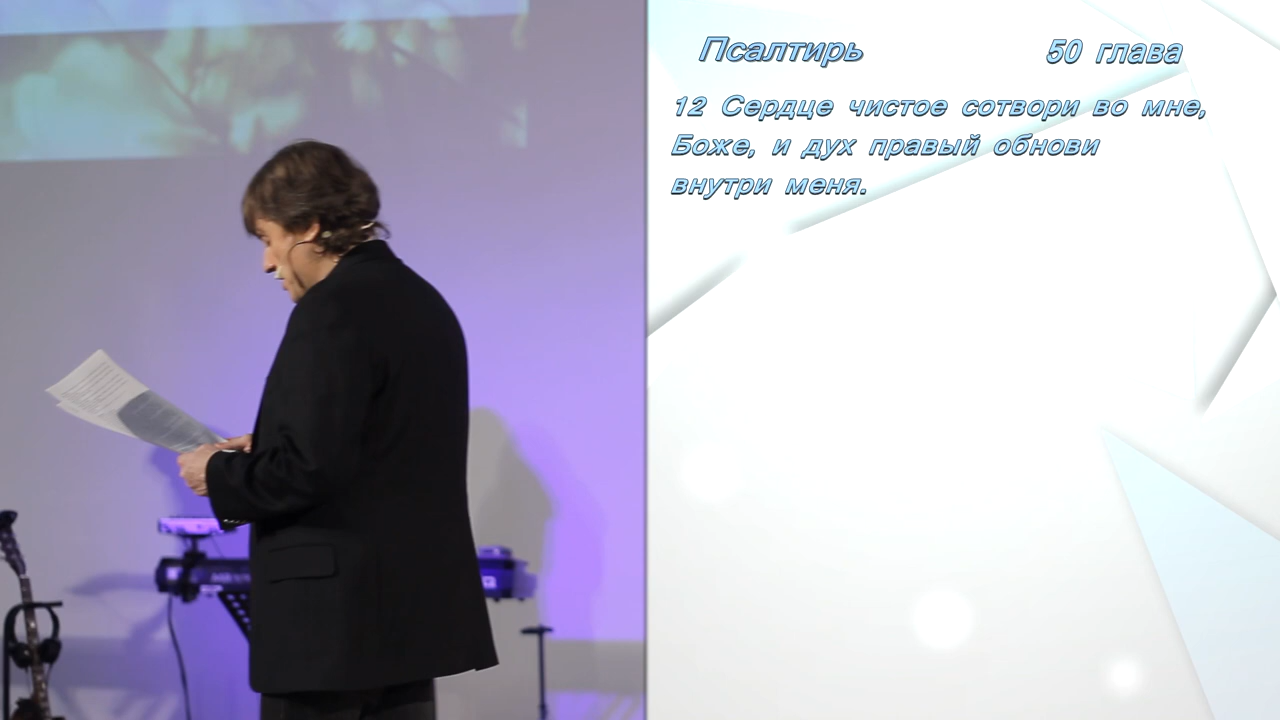 Псалтирь 50 глава
12 Сердце чистое сотвори во мне,
Боже, и дух правый обнови
внутри меня.